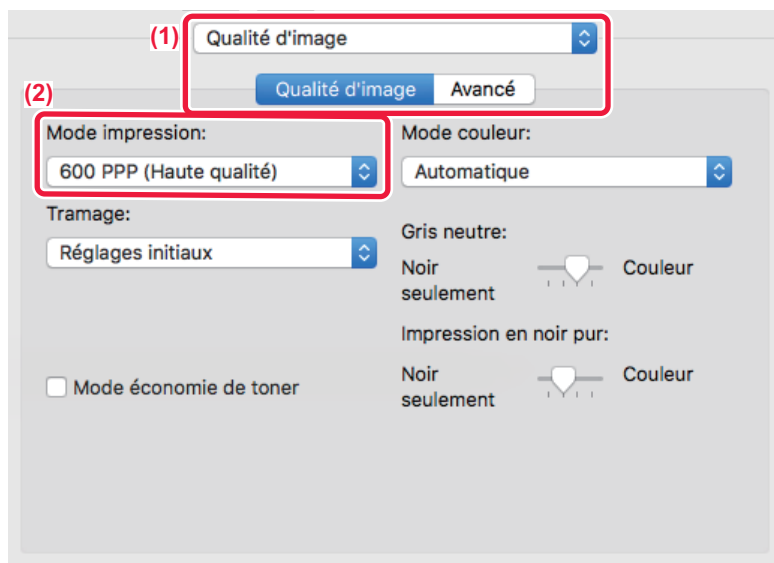 (1)
Qualité d'image
Qualité d'image Avancé
(2)
Mode impression:
600 PPP (Haute qualité)
Tramage:
Réglages initiaux
Mode économie de toner
Mode couleur:
Automatique
Gris neutre:
Noir seulement
Couleur
Impression en noir pur:
Noir seulement
Couleur